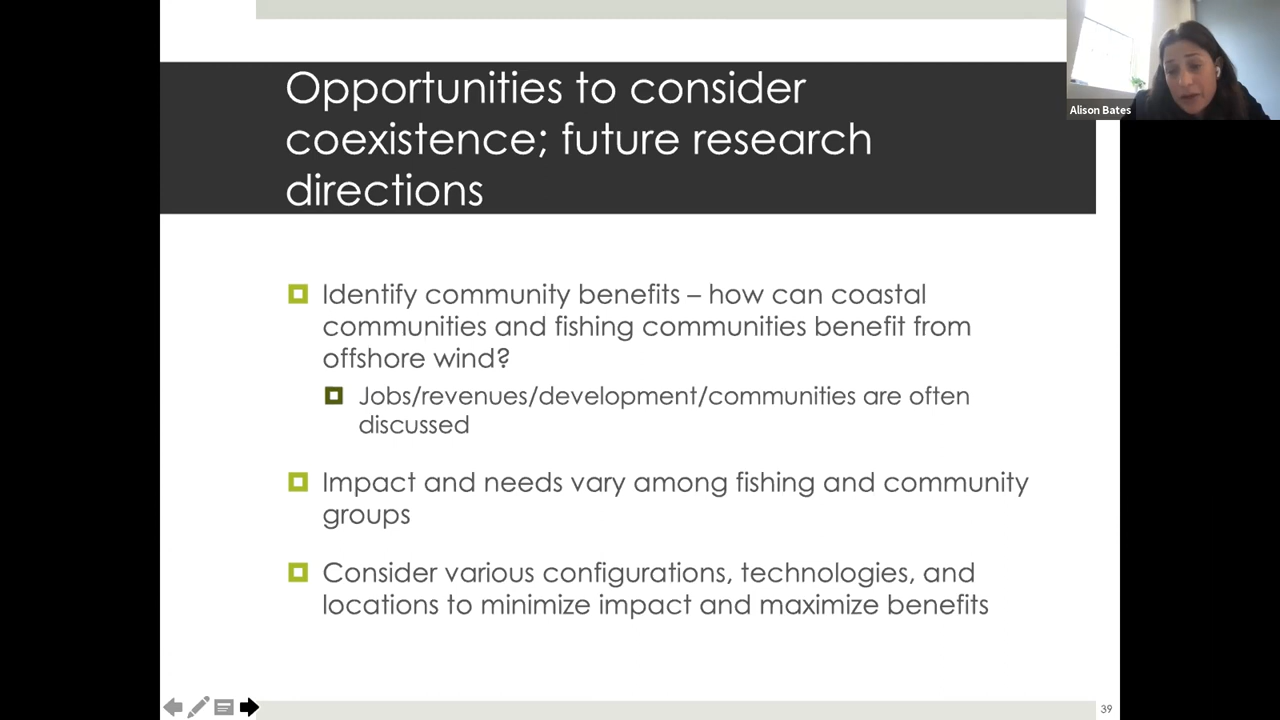 Opportunities to consider
coexistence; future research
directions
Alison Bates
Identify community benefits – how can coastal
communities and fishing communities benefit from
offshore wind?
Jobs/revenues/development/communities are often
discussed
Impact and needs vary among fishing and community
groups
Consider various configurations, technologies, and
locations to minimize impact and maximize benefits
39